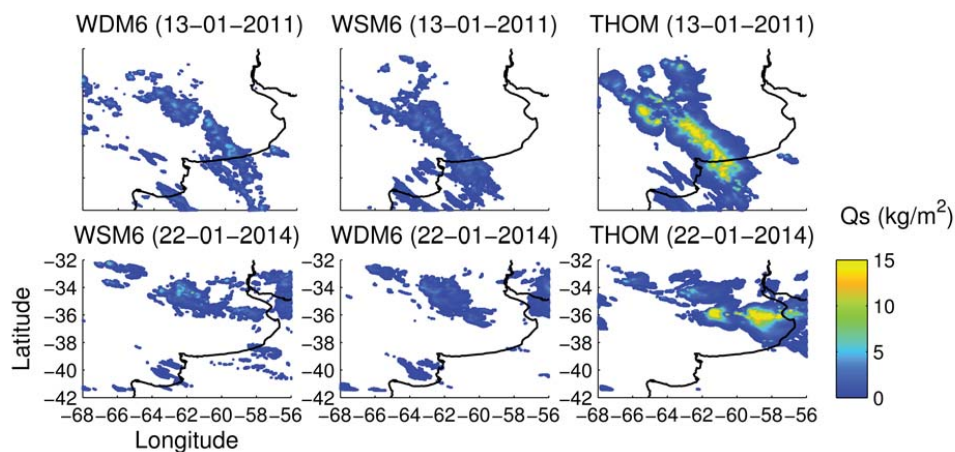 WDM6 (13-01-2011) WSM6 (13-01-2011) THOM (13-01-2011)
Qs (kg/m²)
WSM6 (22-01-2014) WDM6 (22-01-2014) THOM (22-01-2014)
−32 −32 −32 15
−34 −34 −34
−36 −36 −36 10
−38 −38 −38
−40 −40 −40 5
−42 −42 −42 0
−68 −66 −64 −62 −60 −58 −56 −68 −66 −64 −62 −60 −58 −56 −68 −66 −64 −62 −60 −58 −56
Latitude
Longitude